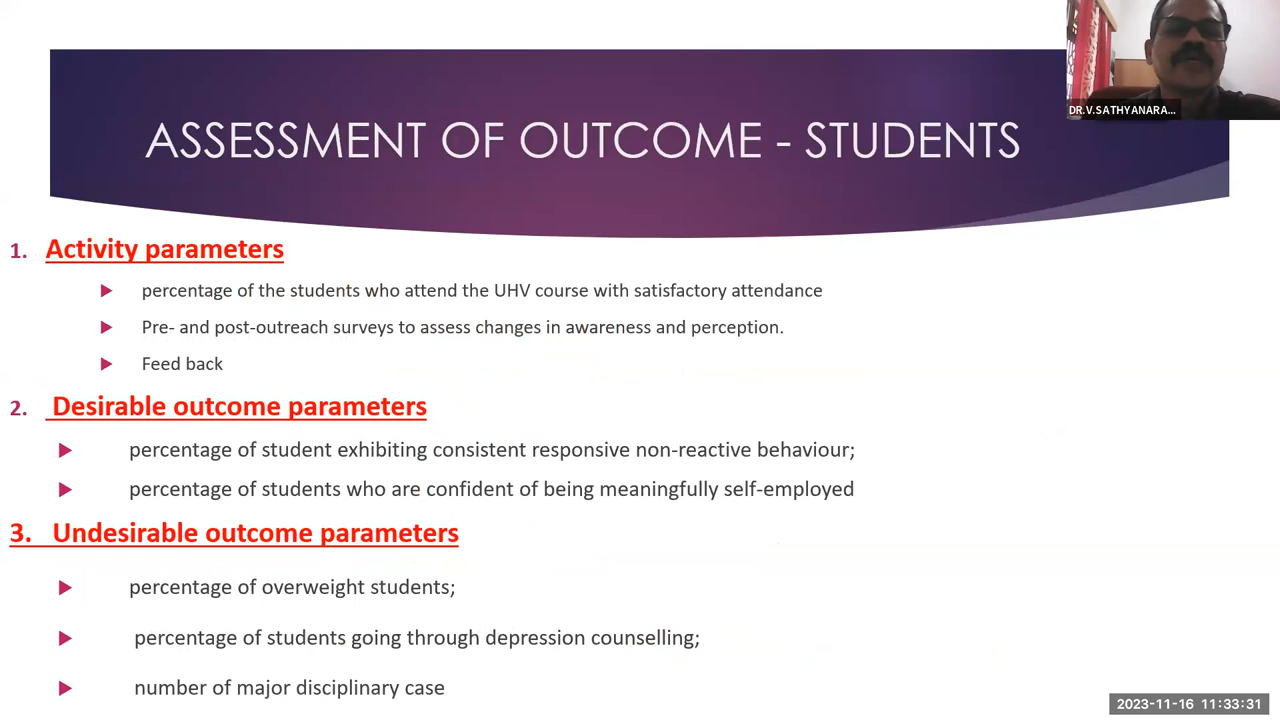 DR.V.SATHYANARA...
ASSESSMENT OF OUTCOME - STUDENTS
1. Activity parameters
percentage of the students who attend the UHV course with satisfactory attendance
Pre- and post-outreach surveys to assess changes in awareness and perception.
Feed back
2. Desirable outcome parameters
percentage of student exhibiting consistent responsive non-reactive behaviour;
percentage of students who are confident of being meaningfully self-employed
3. Undesirable outcome parameters
percentage of overweight students;
percentage of students going through depression counselling;
number of major disciplinary case
2023-11-16 11:33:31